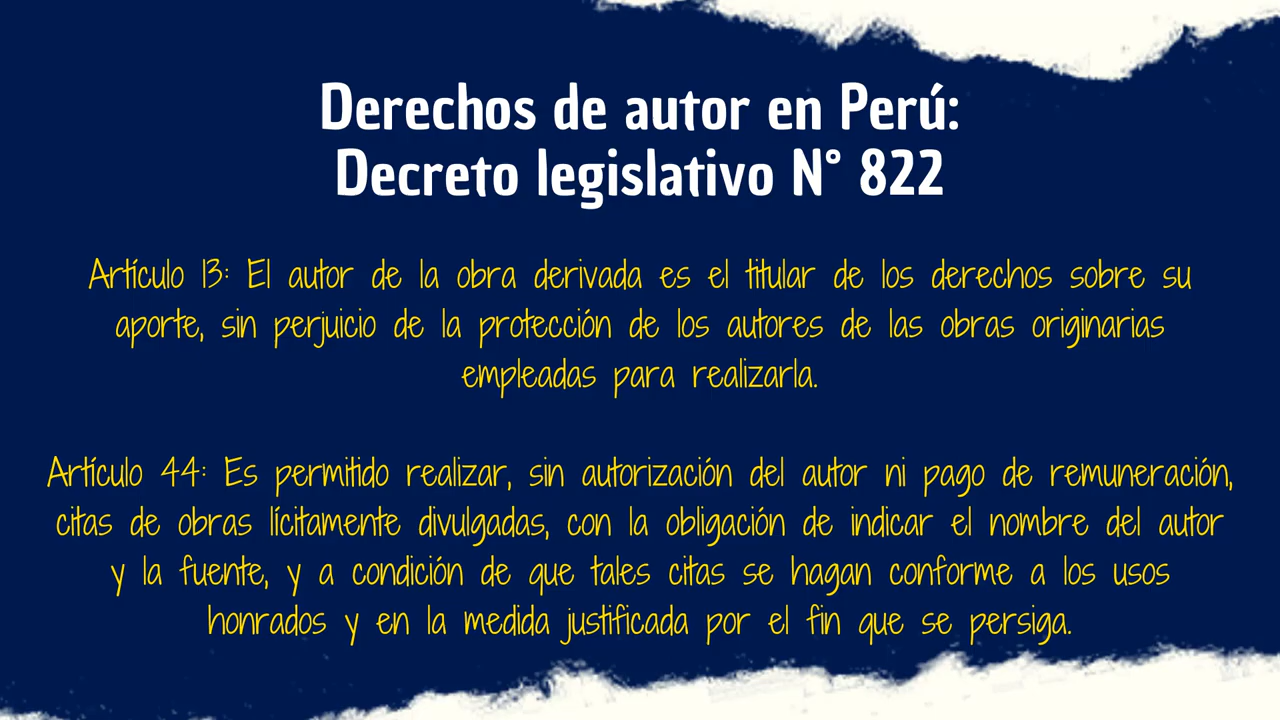 Derechos de autor en Perú:
Decreto legislativo N° 822
Artículo 13: El autor de la obra derivada es el titular de los derechos sobre su
aporte, sin perjuicio de la protección de los autores de las obras originarias
empleadas para realizarla.
Artículo 44: Es permitido realizar, sin autorización del autor ni pago de remuneración,
citas de obras lícitamente divulgadas, con la obligación de indicar el nombre del autor
y la fuente, y a condición de que tales citas se hagan conforme a los usos
honrados y en la medida justificada por el fin que se persiga.